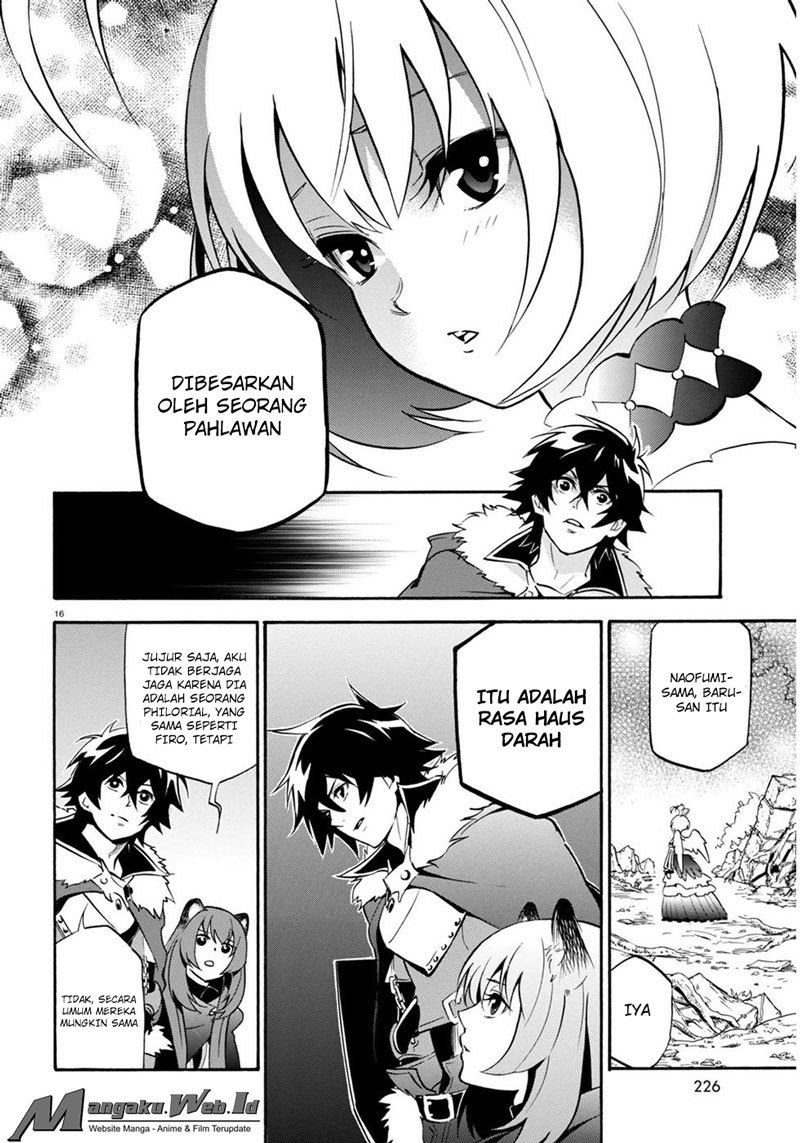 DIBESARKAN
OLEH SEORANG
PAHLAWAN
16
NAOFUMI-
SAMA, BARU-
SAN ITU
IYA
226
ITU ADALAH
RASA HAUS
DARAH
JUJUR SAJA, AKU
TIDAK BERJAGA
JAGA KARENA DIA
ADALAH SEORANG
PHILORIAL, YANG
SAMA SEPERTI
FIRO, TETAPI
TIDAK, SECARA
UMUM MEREKA
MUNGKIN SAMA
Mangaku.Web.Id
Website Manga - Anime & Film Terupdate